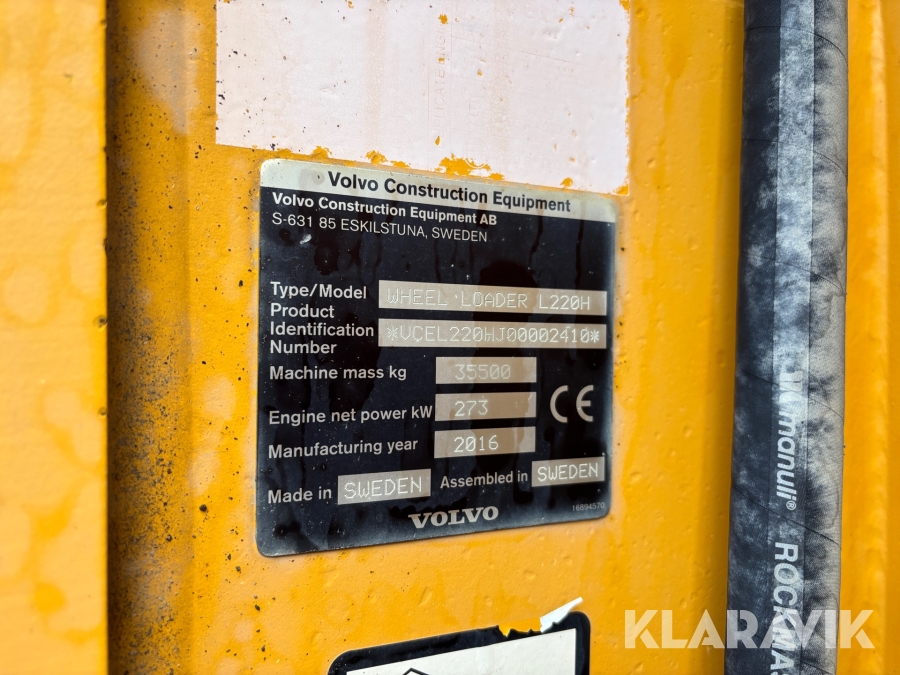 Volvo Construction Equipment
Volvo Construction Equipment AB
S-631 85 ESKILSTUNA, SWEDEN
Type/Model WHEEL LOADER L220H
Product
Identification
Number *VCEL220HJ00002410*
Machine mass kg 35500
Engine net power kW 273
CE
Manufacturing year 2016
Made in SWEDEN Assembled in SWEDEN
VOLVO
16894570
manuli® ROCKMAS
KLARAVIK